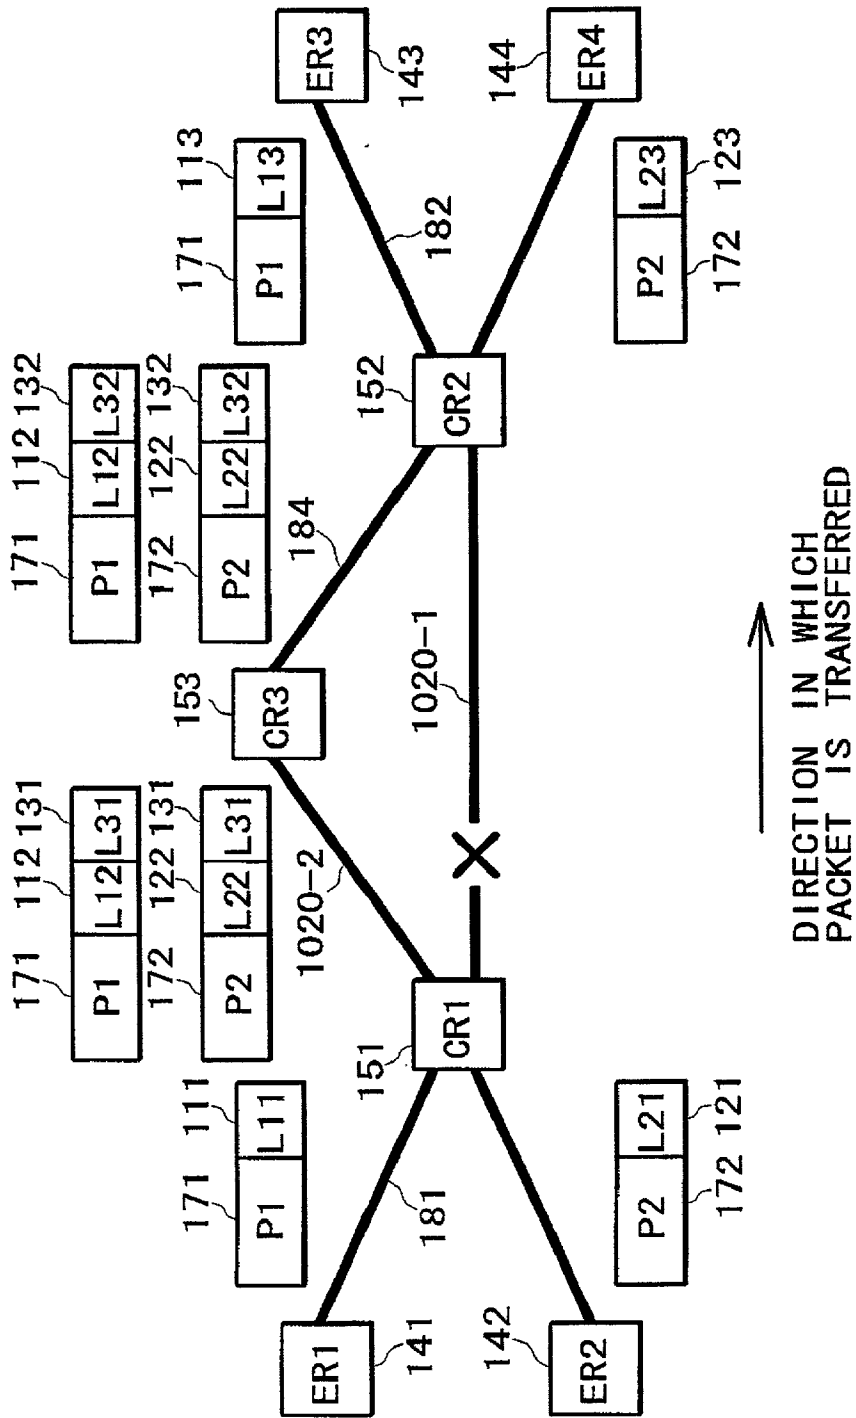 171 112 131
P1 L12 L31
172 122 131
P2 L22 L31
171 112 132
P1 L12 L32
172 122 132
P2 L22 L32
171 111
P1 L11
153
CR3
171 113
P1 L13
ER1
141
181
1020-2
184
182
ER3
143
151
CR1
152
CR2
1020-1
142
ER2
144
ER4
P2 L21
172 121
P2 L23
172 123
DIRECTION IN WHICH
PACKET IS TRANSFERRED